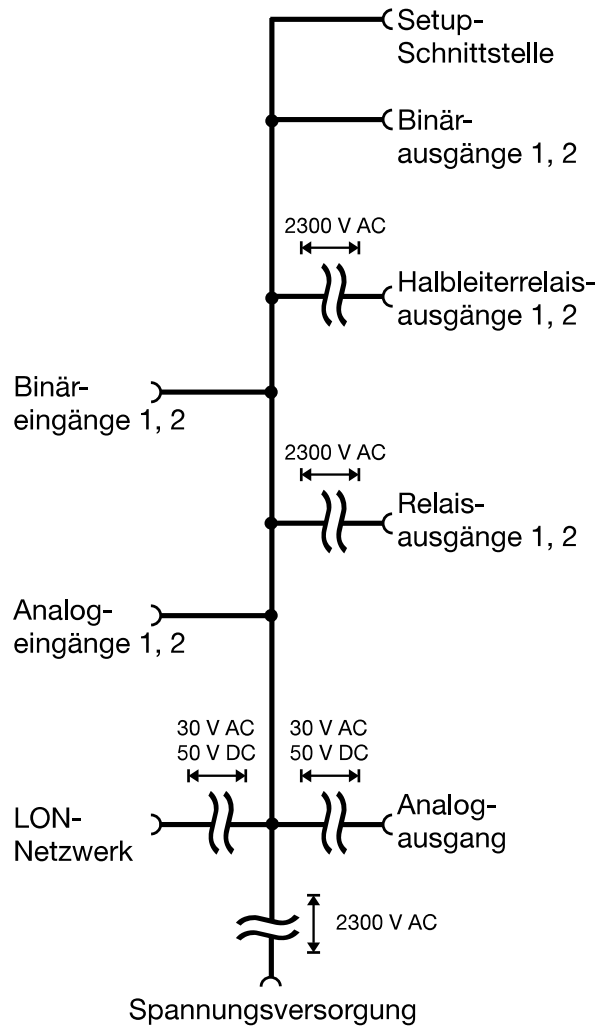 Setup-
Schnittstelle
Binär-
ausgänge 1, 2
2300 V AC
Halbleiterrelais-
ausgänge 1, 2
Binär-
eingänge 1, 2
2300 V AC
Relais-
ausgänge 1, 2
Analog-
eingänge 1, 2
30 V AC
50 V DC
30 V AC
50 V DC
LON-
Netzwerk
Analog-
ausgang
2300 V AC
Spannungsversorgung